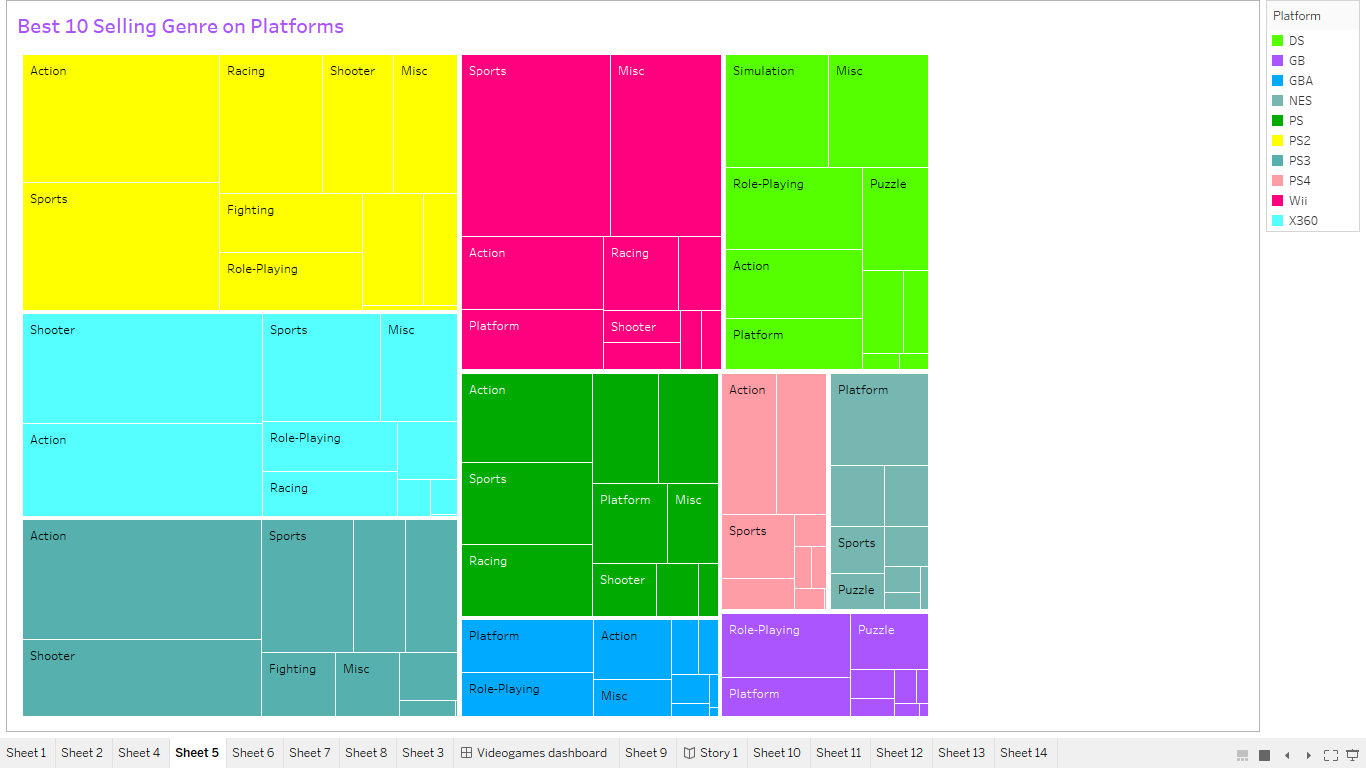 Best 10 Selling Genre on Platforms
Action
Racing
Shooter
Misc
Sports
Fighting
Role-Playing
Shooter
Sports
Misc
Action
Role-Playing
Racing
Action
Sports
Shooter
Fighting
Misc
Sports
Misc
Action
Racing
Platform
Shooter
Action
Sports
Platform
Misc
Racing
Shooter
Platform
Action
Role-Playing
Misc
Simulation
Misc
Role-Playing
Puzzle
Action
Platform
Action
Sports
Platform
Sports
Puzzle
Role-Playing
Puzzle
Platform
Platform
DS
GB
GBA
NES
PS
PS2
PS3
PS4
Wii
X360
Sheet 1
Sheet 2
Sheet 4
Sheet 5
Sheet 6
Sheet 7
Sheet 8
Sheet 3
Videogames dashboard
Sheet 9
Story 1
Sheet 10
Sheet 11
Sheet 12
Sheet 13
Sheet 14